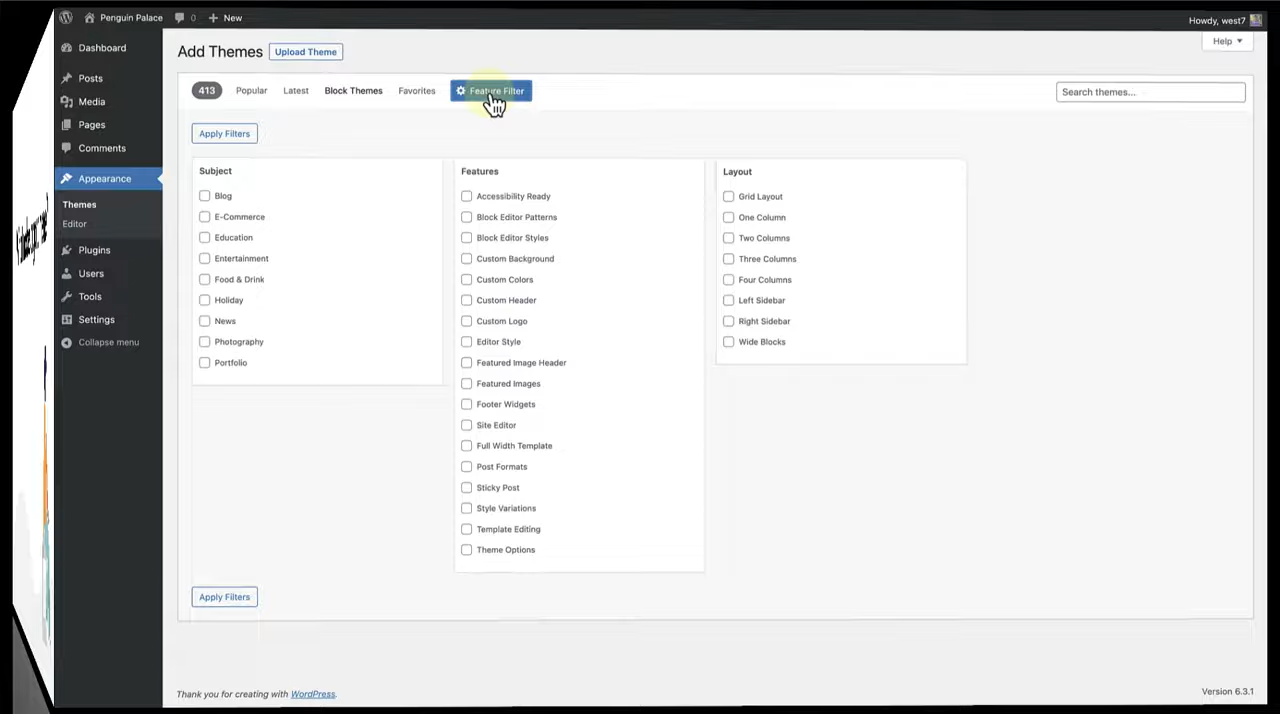 Penguin Palace 0 + New Howdy, west7
Help
Add Themes Upload Theme
413 Popular Latest Block Themes Favorites Feature Filter Search themes...
Apply Filters
Dashboard
Posts
Media
Pages
Comments
Appearance
Themes
Editor
Plugins
Users
Tools
Settings
Collapse menu
Subject
Blog
E-Commerce
Education
Entertainment
Food & Drink
Holiday
News
Photography
Portfolio
Features
Accessibility Ready
Block Editor Patterns
Block Editor Styles
Custom Background
Custom Colors
Custom Header
Custom Logo
Editor Style
Featured Image Header
Featured Images
Footer Widgets
Site Editor
Full Width Template
Post Formats
Sticky Post
Style Variations
Template Editing
Theme Options
Layout
Grid Layout
One Column
Two Columns
Three Columns
Four Columns
Left Sidebar
Right Sidebar
Wide Blocks
Apply Filters
Thank you for creating with WordPress.
Version 6.3.1